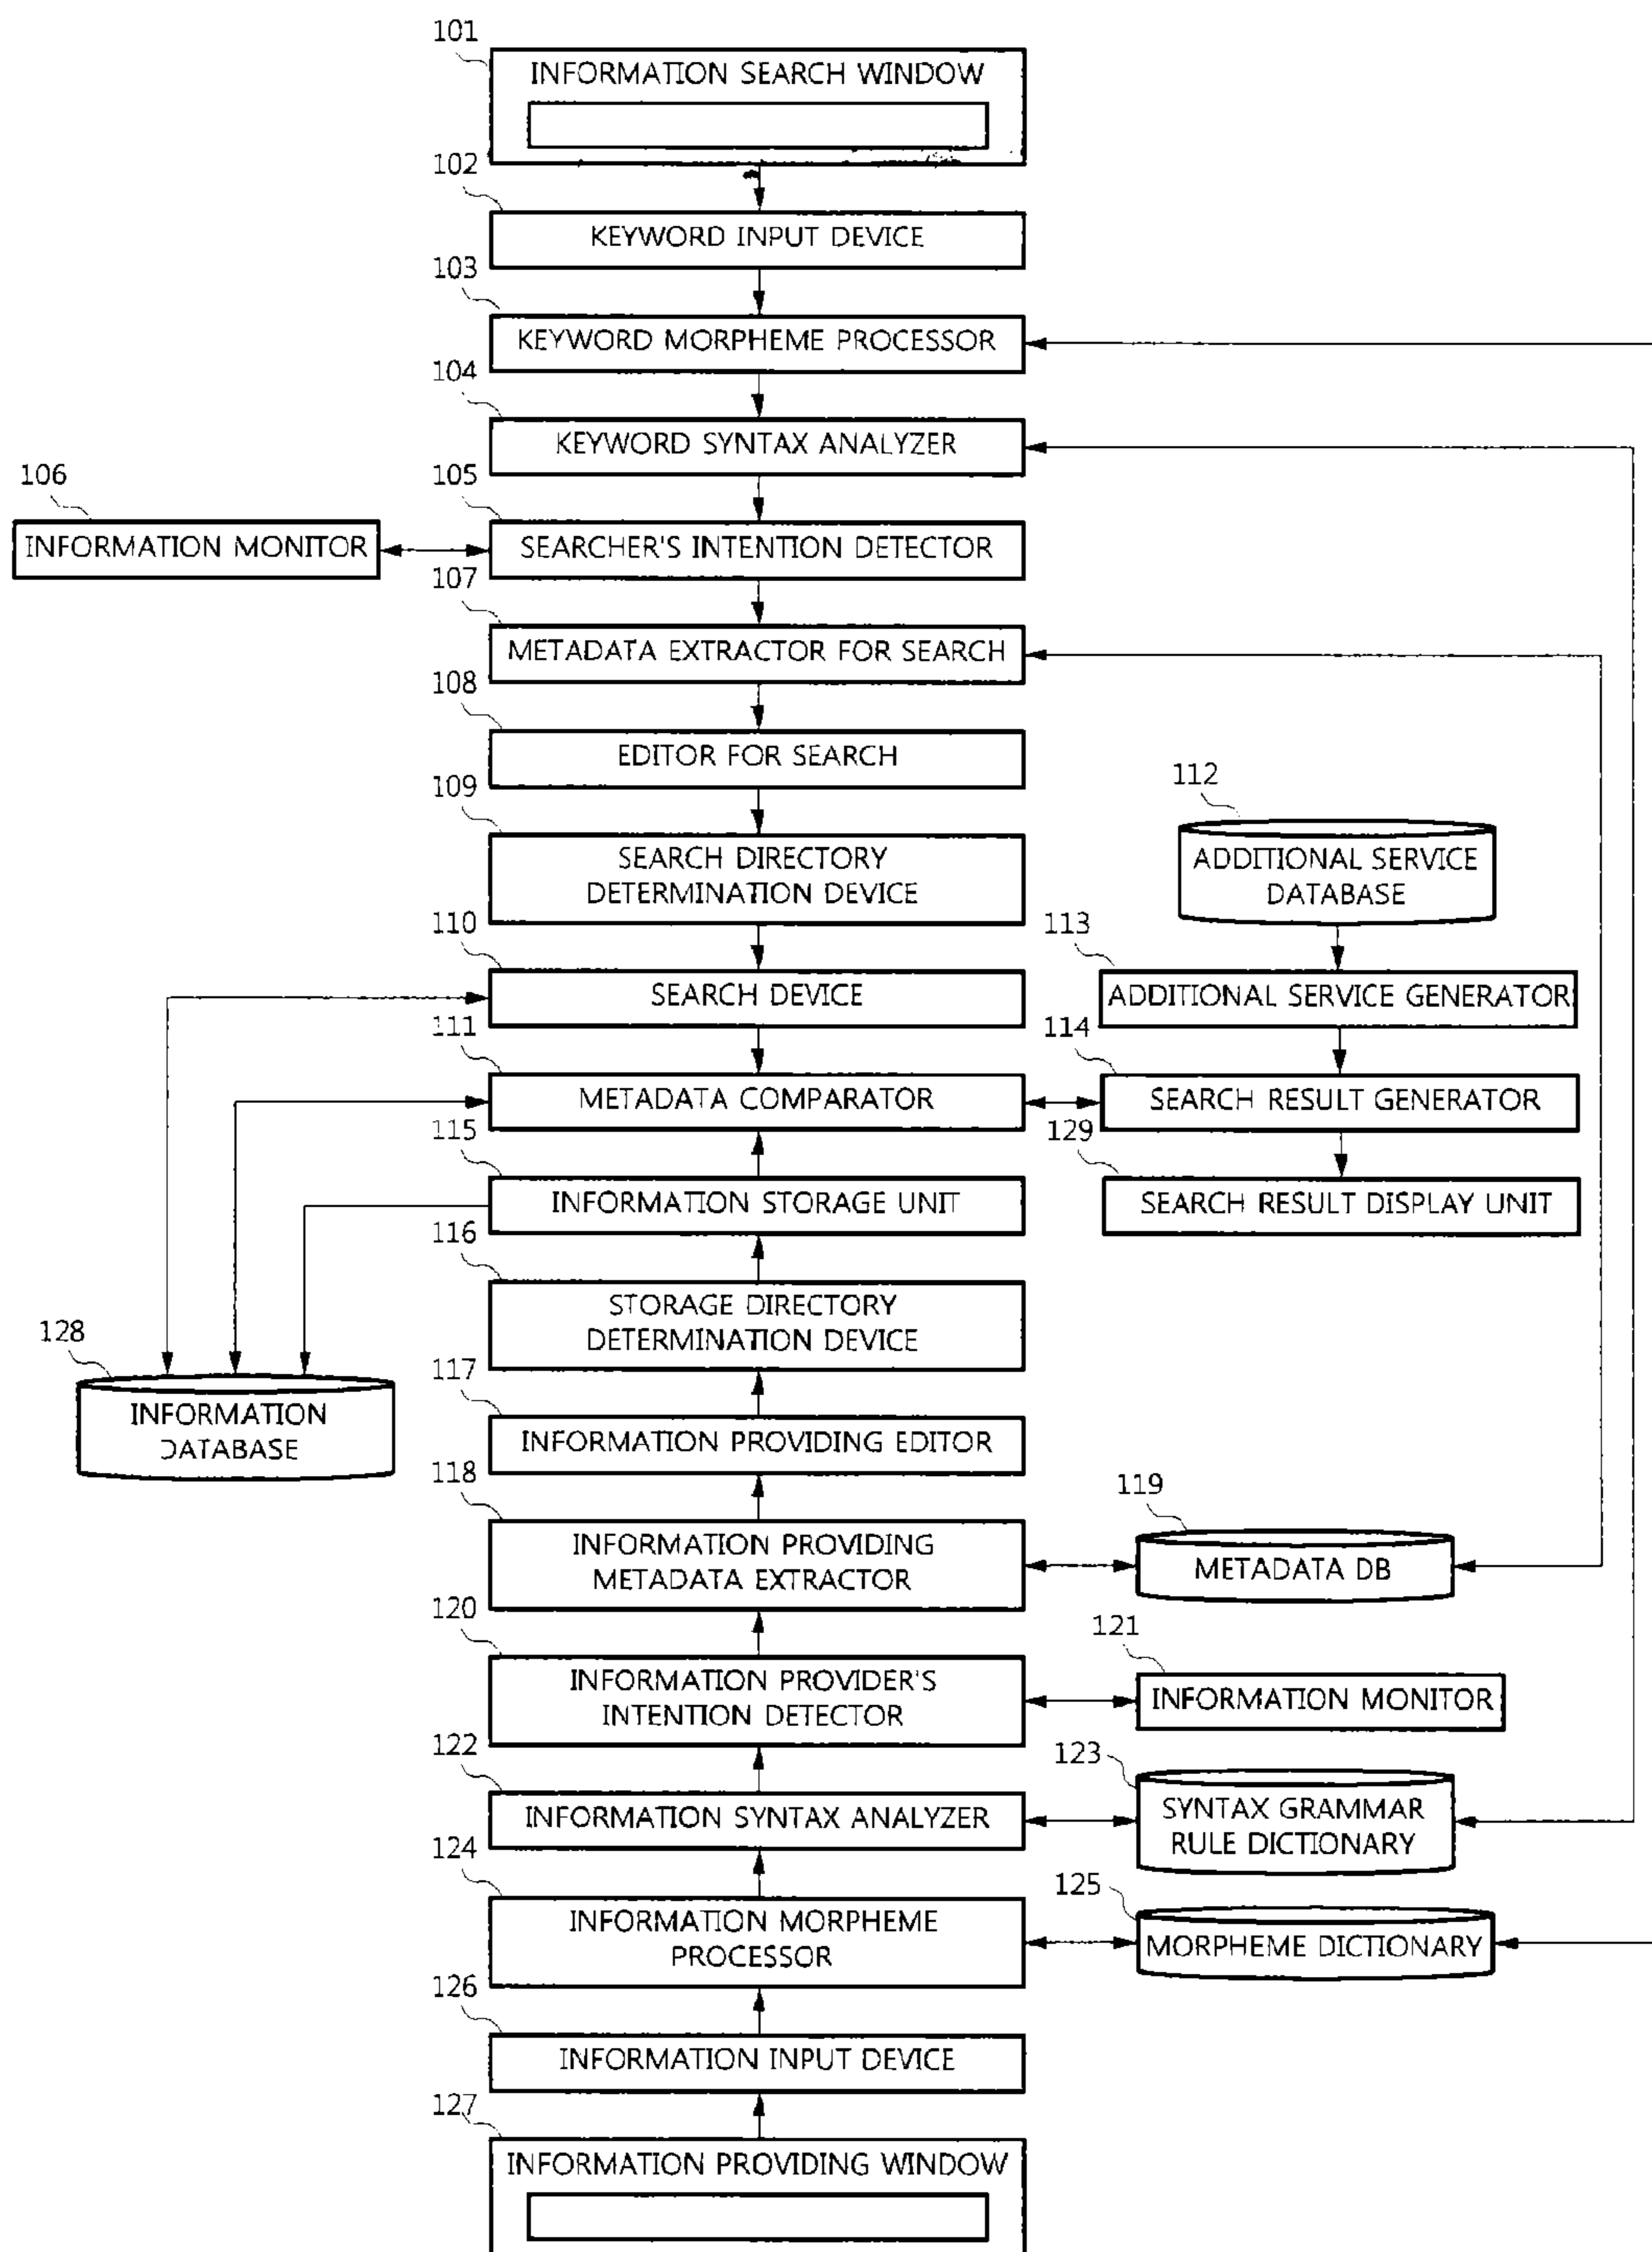 101
INFORMATION SEARCH WINDOW
102
KEYWORD INPUT DEVICE
103
KEYWORD MORPHEME PROCESSOR
104
KEYWORD SYNTAX ANALYZER
105
106
INFORMATION MONITOR
SEARCHER'S INTENTION DETECTOR
107
METADATA EXTRACTOR FOR SEARCH
108
EDITOR FOR SEARCH
109
112
SEARCH DIRECTORY
DETERMINATION DEVICE
ADDITIONAL SERVICE
DATABASE
110
113
SEARCH DEVICE
ADDITIONAL SERVICE GENERATOR
111
114
METADATA COMPARATOR
SEARCH RESULT GENERATOR
115
129
INFORMATION STORAGE UNIT
SEARCH RESULT DISPLAY UNIT
116
STORAGE DIRECTORY
DETERMINATION DEVICE
128
117
INFORMATION
DATABASE
INFORMATION PROVIDING EDITOR
118
119
INFORMATION PROVIDING
METADATA EXTRACTOR
METADATA DB
120
121
INFORMATION PROVIDER'S
INTENTION DETECTOR
INFORMATION MONITOR
122
123
INFORMATION SYNTAX ANALYZER
SYNTAX GRAMMAR
RULE DICTIONARY
124
125
INFORMATION MORPHEME
PROCESSOR
MORPHEME DICTIONARY
126
INFORMATION INPUT DEVICE
127
INFORMATION PROVIDING WINDOW